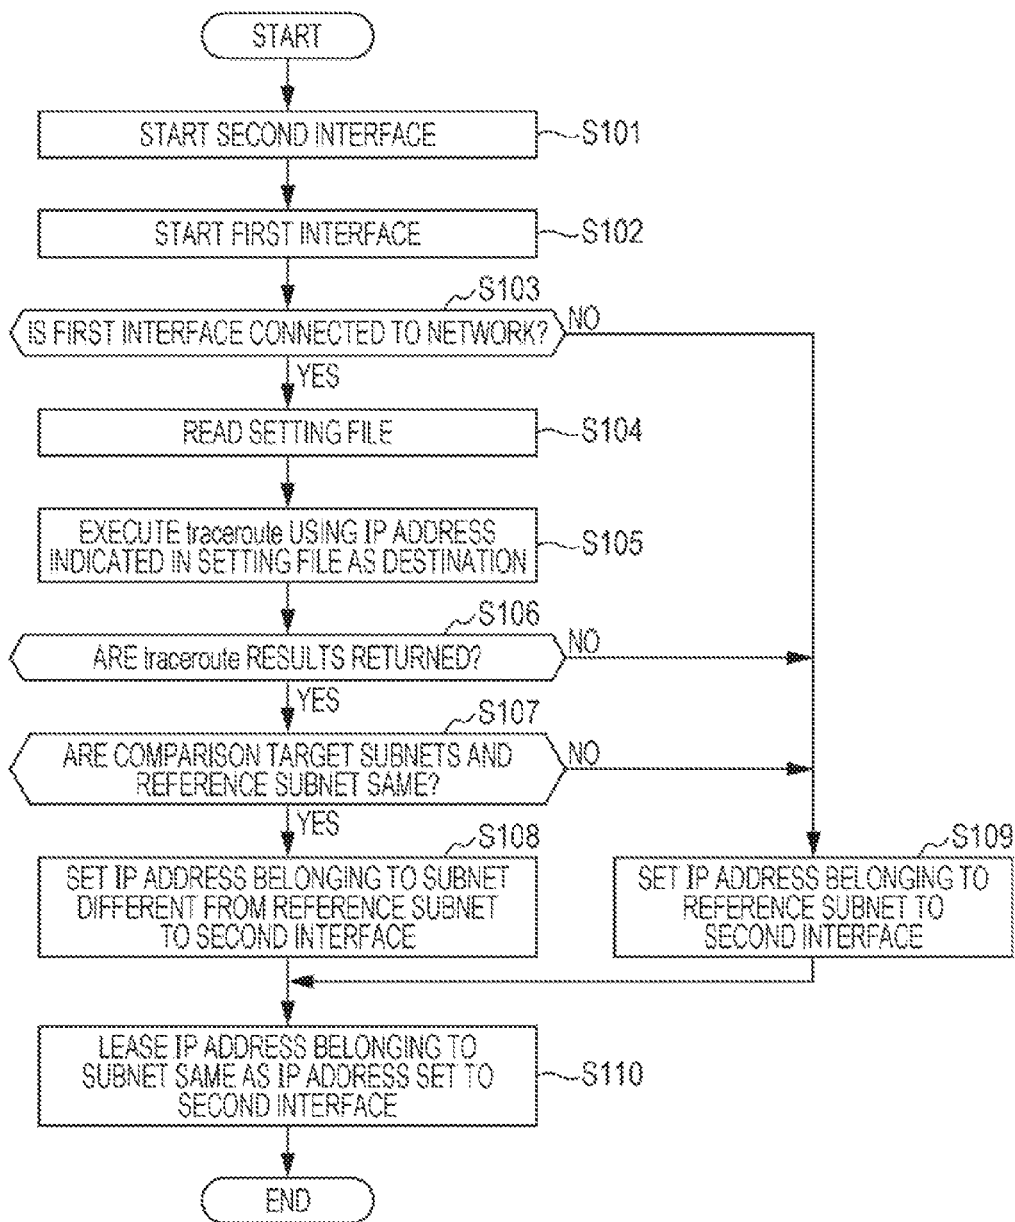 START
START SECOND INTERFACE
S101
START FIRST INTERFACE
S102
S103
IS FIRST INTERFACE CONNECTED TO NETWORK?
NO
YES
READ SETTING FILE
S104
EXECUTE traceroute USING IP ADDRESS
INDICATED IN SETTING FILE AS DESTINATION
S105
S106
ARE traceroute RESULTS RETURNED?
NO
YES
S107
ARE COMPARISON TARGET SUBNETS AND
REFERENCE SUBNET SAME?
NO
YES
S108
SET IP ADDRESS BELONGING TO SUBNET
DIFFERENT FROM REFERENCE SUBNET
TO SECOND INTERFACE
S109
SET IP ADDRESS BELONGING TO
REFERENCE SUBNET TO
SECOND INTERFACE
LEASE IP ADDRESS BELONGING TO
SUBNET SAME AS IP ADDRESS SET TO
SECOND INTERFACE
S110
END